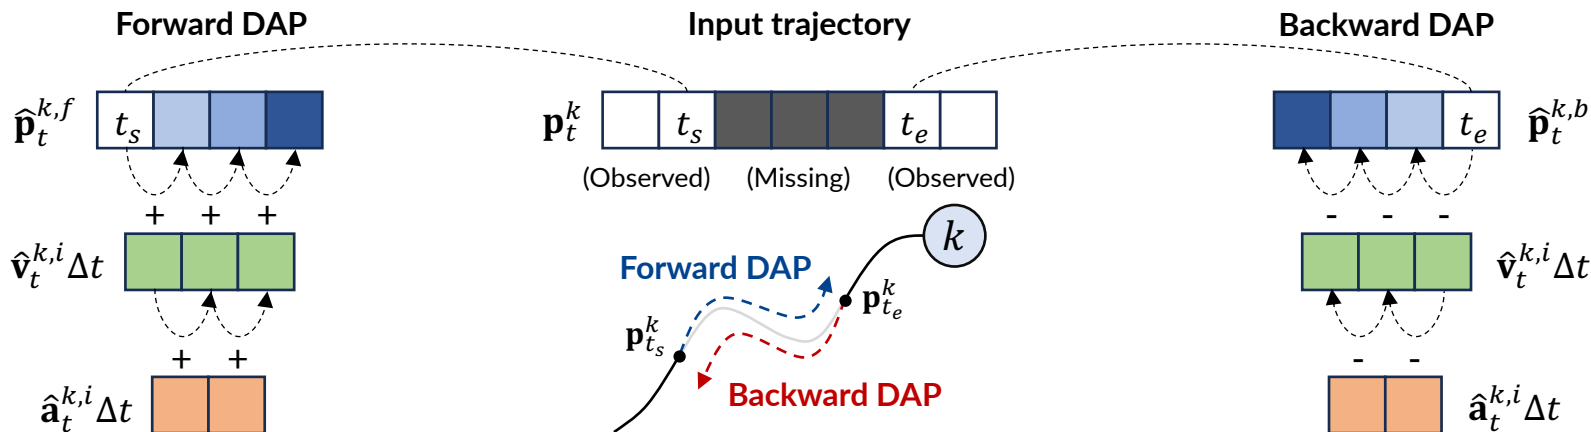 Forward DAP Input trajectory Backward DAP
p̂_t^{k,f} t_s p_t^k t_s t_e t_e p̂_t^{k,b}
(Observed) (Missing) (Observed)
+ + + - - -
k
v̂_t^{k,i}Δt Forward DAP v̂_t^{k,i}Δt
p_{t_e}^k
p_{t_s}^k
+ + - -
Backward DAP
â_t^{k,i}Δt â_t^{k,i}Δt